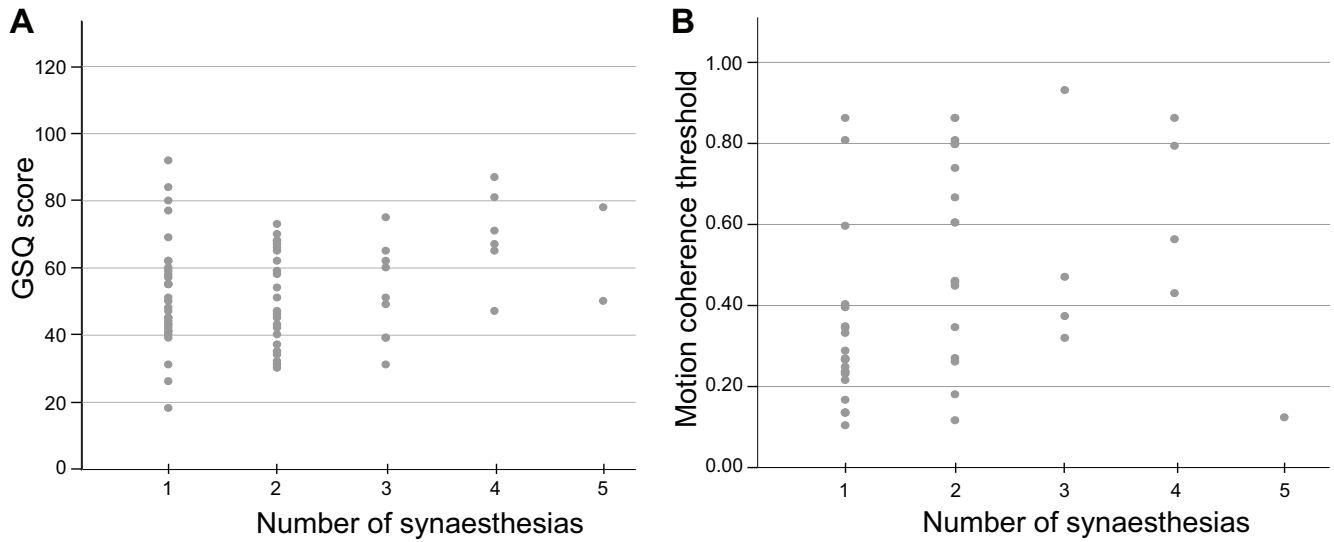 A
GSQ score
120
100
80
60
40
20
0
1 2 3 4 5
Number of synaesthesias
B
Motion coherence threshold
1.00
0.80
0.60
0.40
0.20
0.00
1 2 3 4 5
Number of synaesthesias